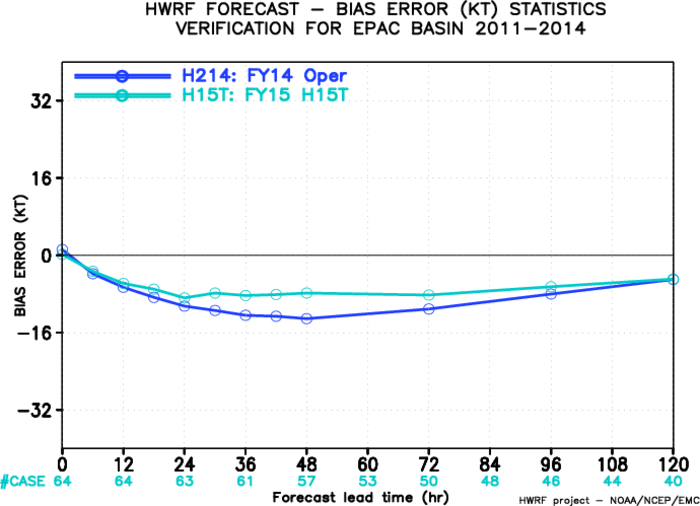 HWRF FORECAST – BIAS ERROR (KT) STATISTICS
VERIFICATION FOR EPAC BASIN 2011–2014
H214: FY14 Oper
H15T: FY15 H15T
BIAS ERROR (KT)
32
16
0
−16
−32
0 12 24 36 48 60 72 84 96 108 120
#CASE 64 64 63 61 57 53 50 48 46 44 40
Forecast lead time (hr)
HWRF project – NOAA/NCEP/EMC